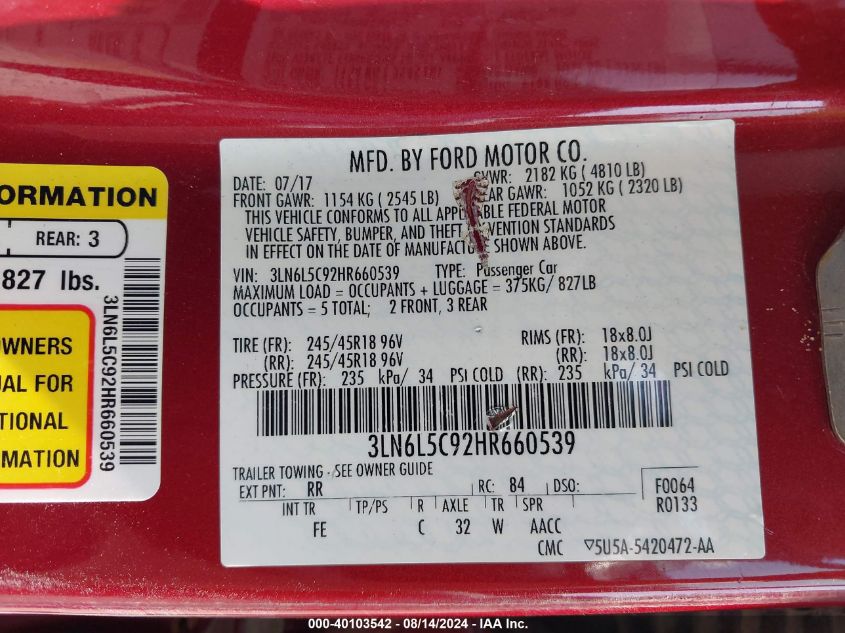 ORMATION
REAR: 3
827 lbs.
WNERS
UAL FOR
TIONAL
RMATION
3LN6L5C92HR660539
MFD. BY FORD MOTOR CO.
DATE: 07/17 GVWR: 2182 KG ( 4810 LB)
FRONT GAWR: 1154 KG ( 2545 LB) EAR GAWR: 1052 KG ( 2320 LB)
THIS VEHICLE CONFORMS TO ALL APPLICABLE FEDERAL MOTOR
VEHICLE SAFETY, BUMPER, AND THEFT VENTION STANDARDS
IN EFFECT ON THE DATE OF MANUFACTU SHOWN ABOVE.
VIN: 3LN6L5C92HR660539 TYPE: Passenger Car
MAXIMUM LOAD = OCCUPANTS + LUGGAGE = 375KG/ 827LB
OCCUPANTS = 5 TOTAL; 2 FRONT, 3 REAR
TIRE (FR): 245/45R18 96V RIMS (FR): 18x8.0J
(RR): 245/45R18 96V (RR): 18x8.0J
PRESSURE (FR): 235 kPa/ 34 PSI COLD (RR): 235 kPa/ 34 PSI COLD
3LN6L5C92HR660539
TRAILER TOWING - SEE OWNER GUIDE
EXT PNT: RR RC: 84 DSO: F0064
R0133
INT TR TP/PS R AXLE TR SPR
FE C 32 W AACC
CMC ▽5U5A-5420472-AA
000-40103542 - 08/14/2024 - IAA Inc.